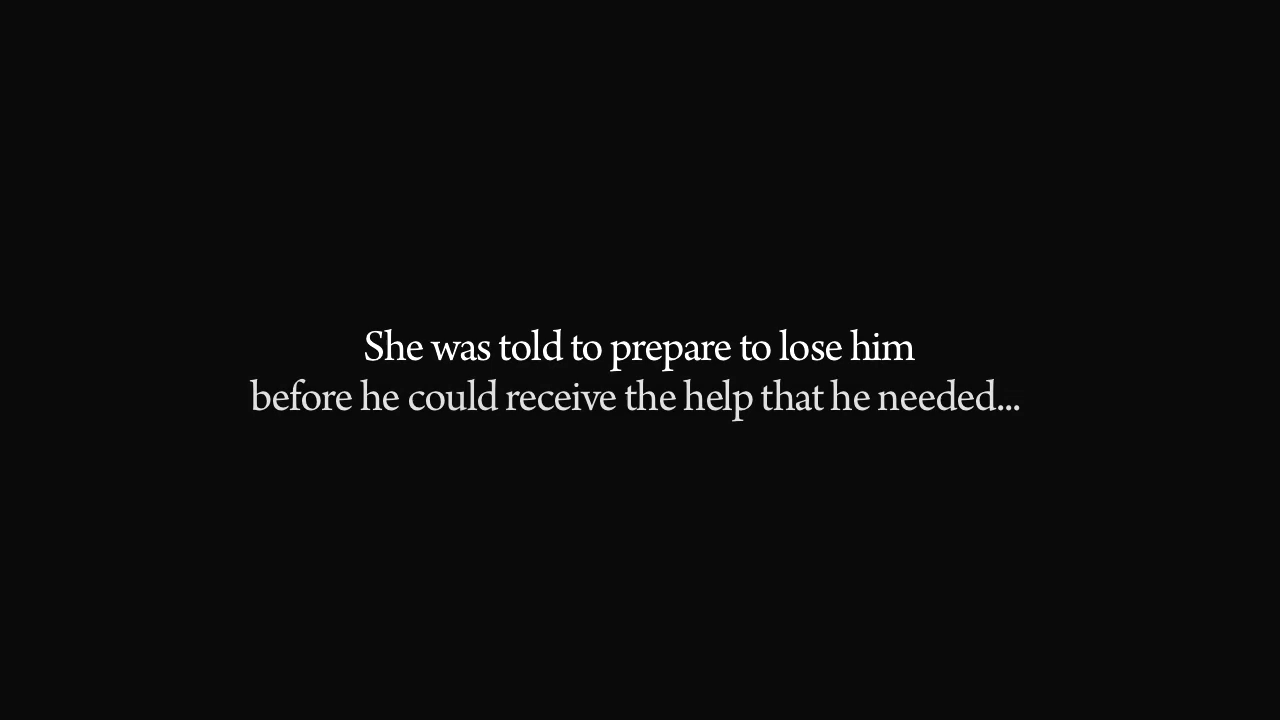 She was told to prepare to lose him
before he could receive the help that he needed...